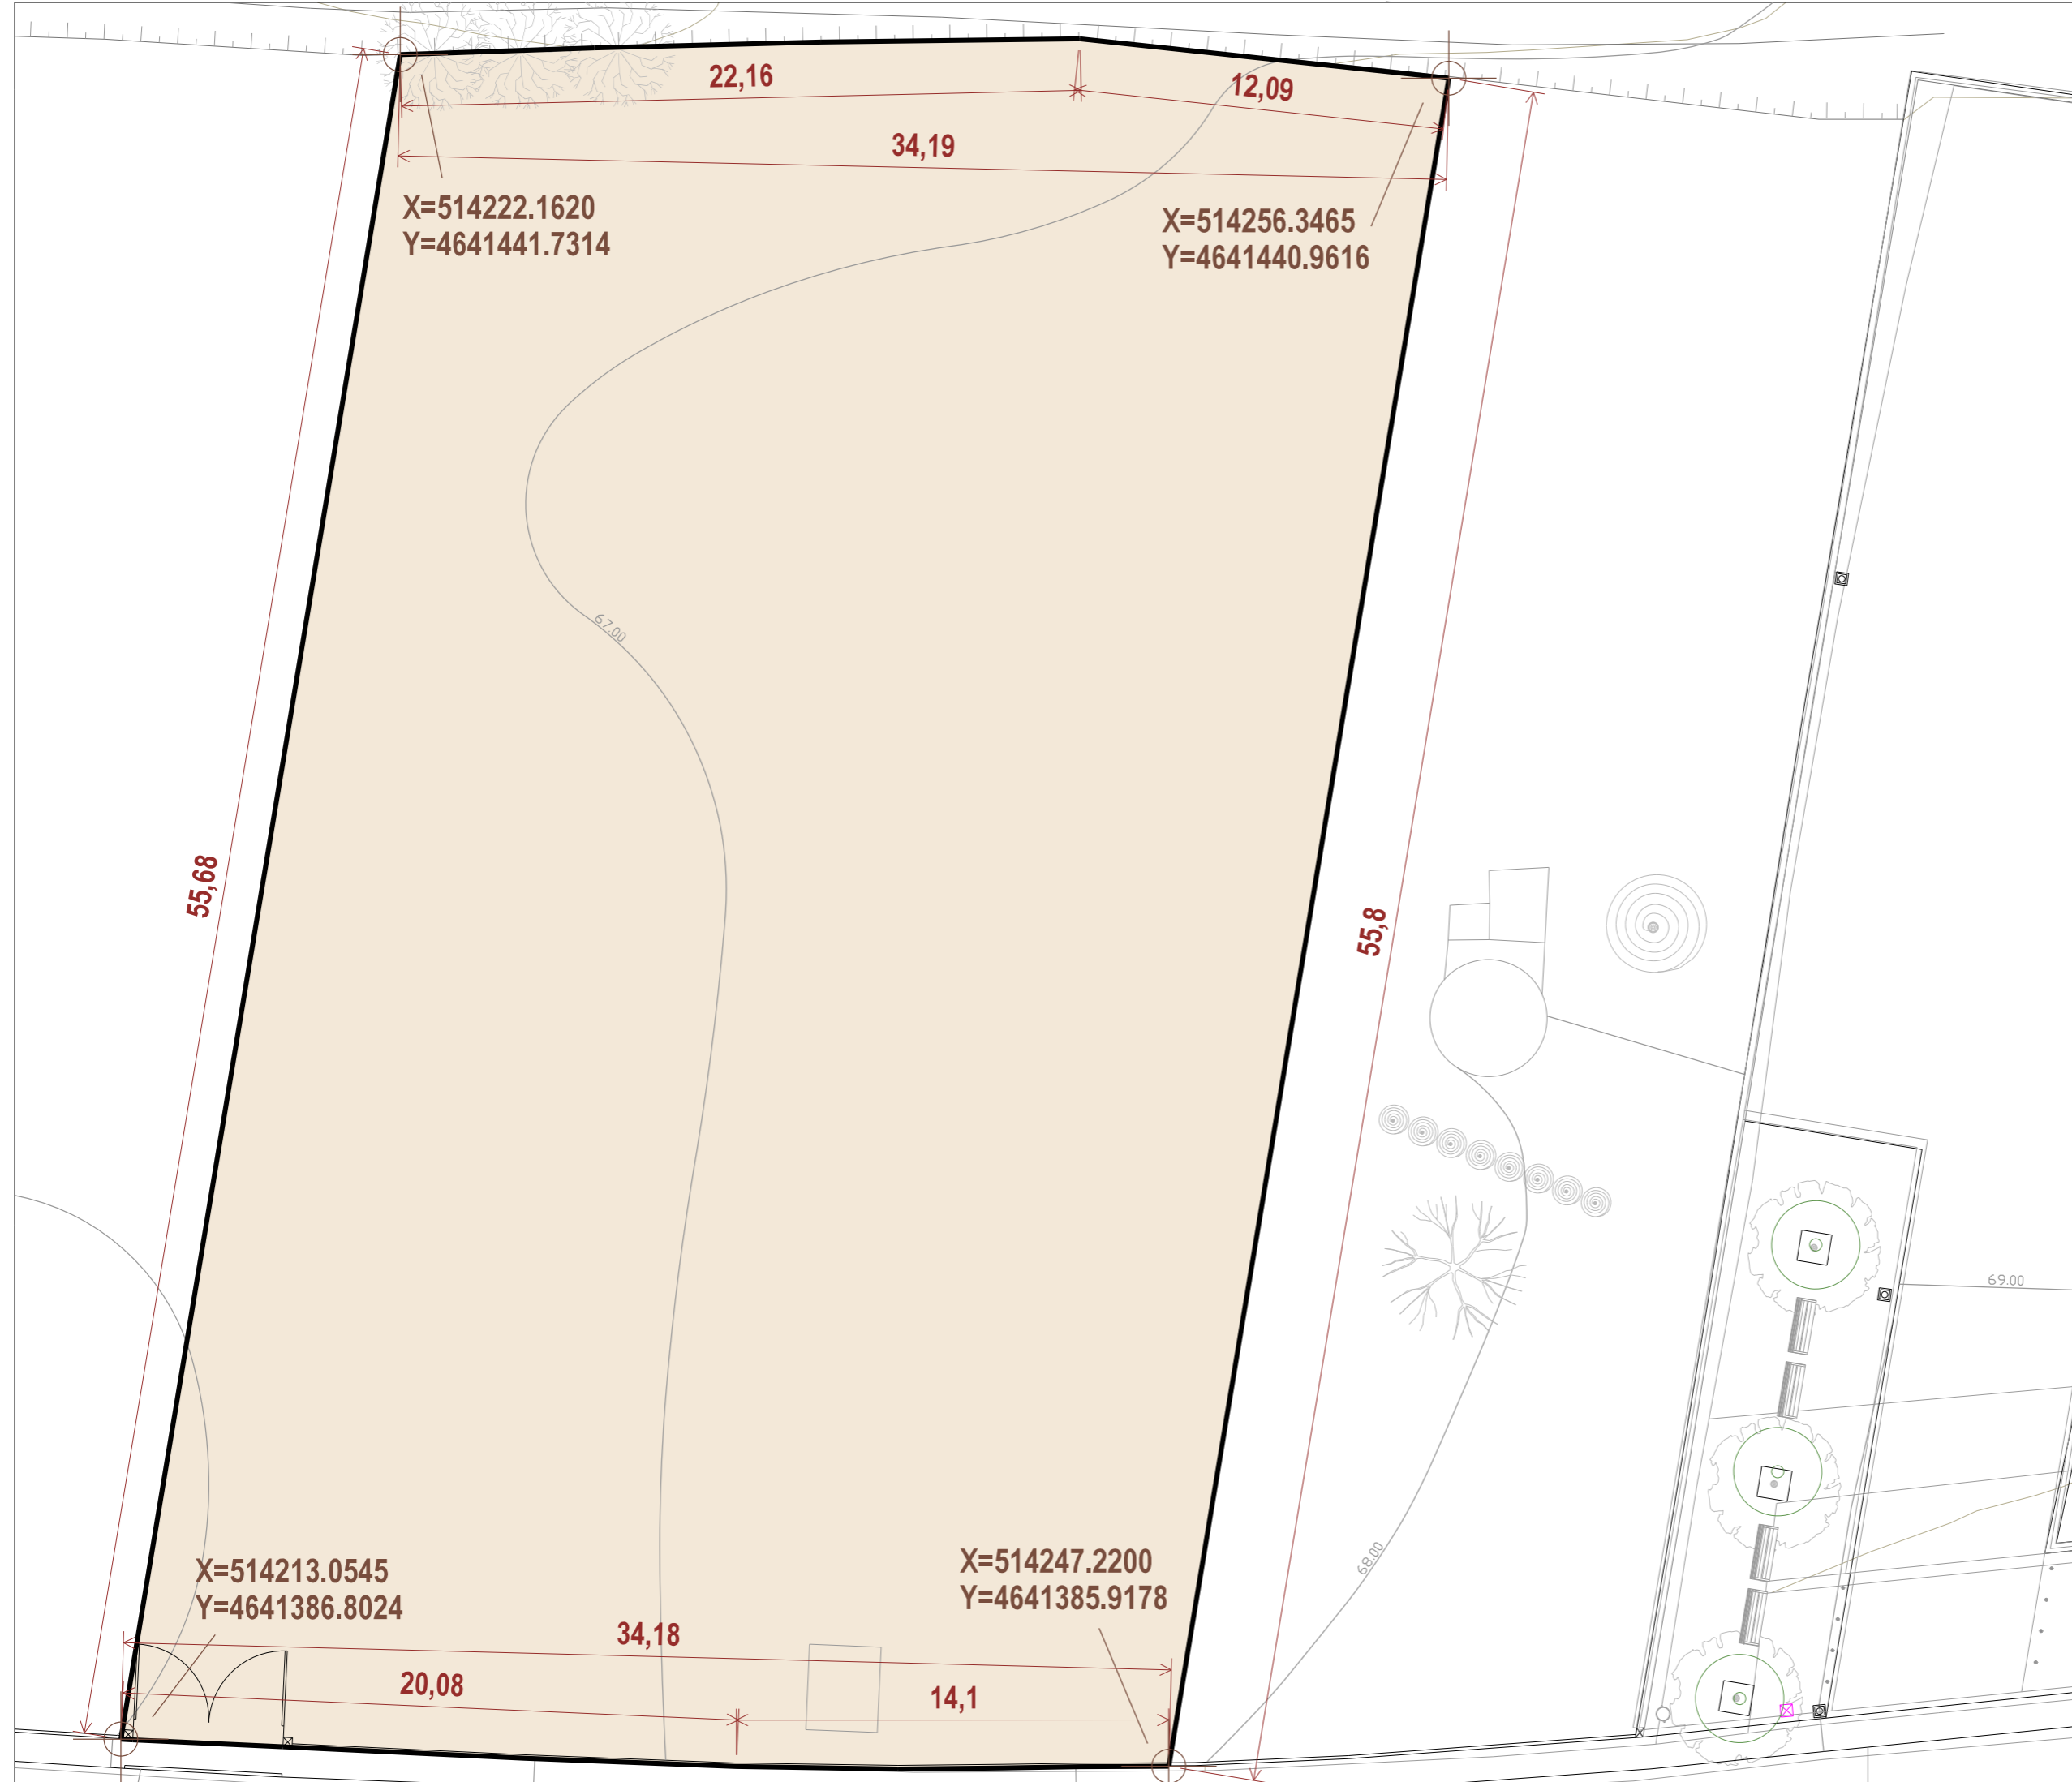 22,16
12,09
34,19
X=514222.1620
Y=4641441.7314
X=514256.3465
Y=4641440.9616
67.00
55,68
55,8
69.00
68.00
X=514213.0545
Y=4641386.8024
X=514247.2200
Y=4641385.9178
34,18
20,08
14,1